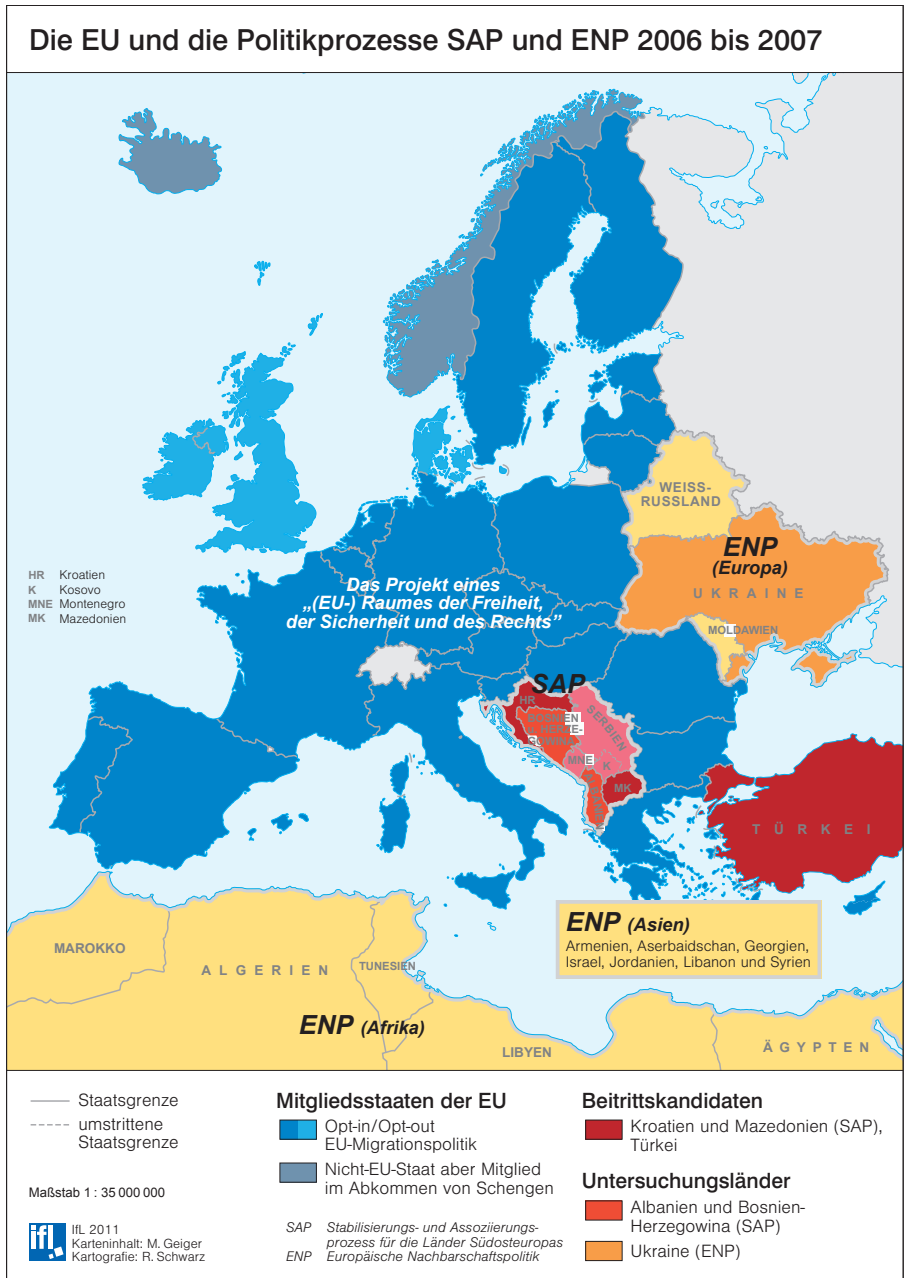 Die EU und die Politikprozesse SAP und ENP 2006 bis 2007
WEISS-
RUSSLAND
ENP
(Europa)
UKRAINE
MOLDAWIEN
HR Kroatien
K Kosovo
MNE Montenegro
MK Mazedonien
Das Projekt eines
„(EU-) Raumes der Freiheit,
der Sicherheit und des Rechts”
SAP
HR
BOSNIEN
HERZE-
GOWINA
SERBIEN
MNE
K
MK
TÜRKEI
ENP (Asien)
Armenien, Aserbaidschan, Georgien,
Israel, Jordanien, Libanon und Syrien
MAROKKO
ALGERIEN
TUNESIEN
ENP (Afrika)
LIBYEN
ÄGYPTEN
Staatsgrenze
umstrittene
Staatsgrenze
Maßstab 1 : 35 000 000
ifl
IfL 2011
Karteninhalt: M. Geiger
Kartografie: R. Schwarz
Mitgliedsstaaten der EU
Opt-in/Opt-out
EU-Migrationspolitik
Nicht-EU-Staat aber Mitglied
im Abkommen von Schengen
SAP Stabilisierungs- und Assoziierungs-
prozess für die Länder Südosteuropas
ENP Europäische Nachbarschaftspolitik
Beitrittskandidaten
Kroatien und Mazedonien (SAP),
Türkei
Untersuchungsländer
Albanien und Bosnien-
Herzegowina (SAP)
Ukraine (ENP)